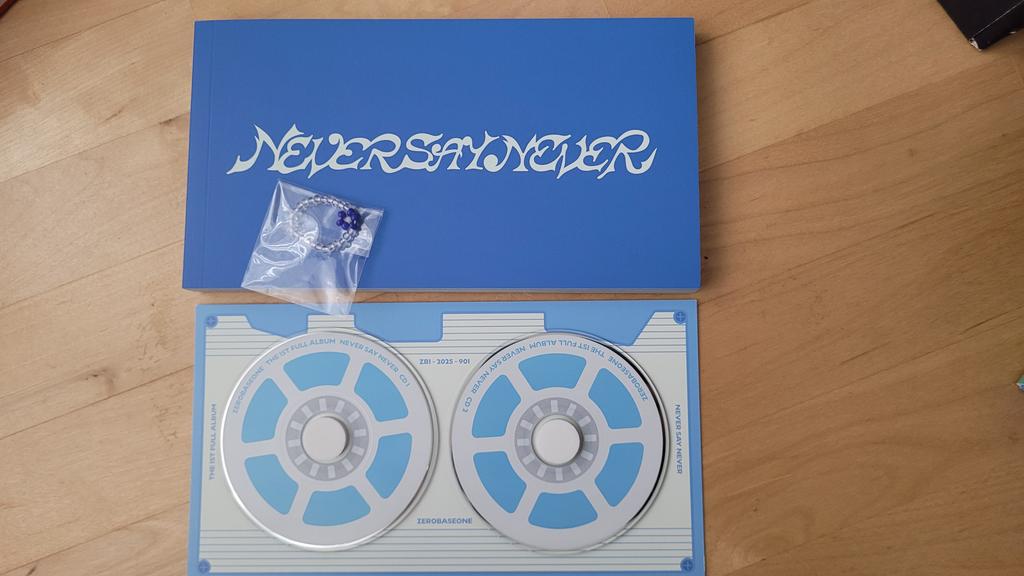 NEVER SAY NEVER
ZEROBASEONE THE 1ST FULL ALBUM NEVER SAY NEVER CD 1
ZB1 - 2025 - 901
ZEROBASEONE THE 1ST FULL ALBUM NEVER SAY NEVER CD 2
THE 1ST FULL ALBUM
NEVER SAY NEVER
ZEROBASEONE